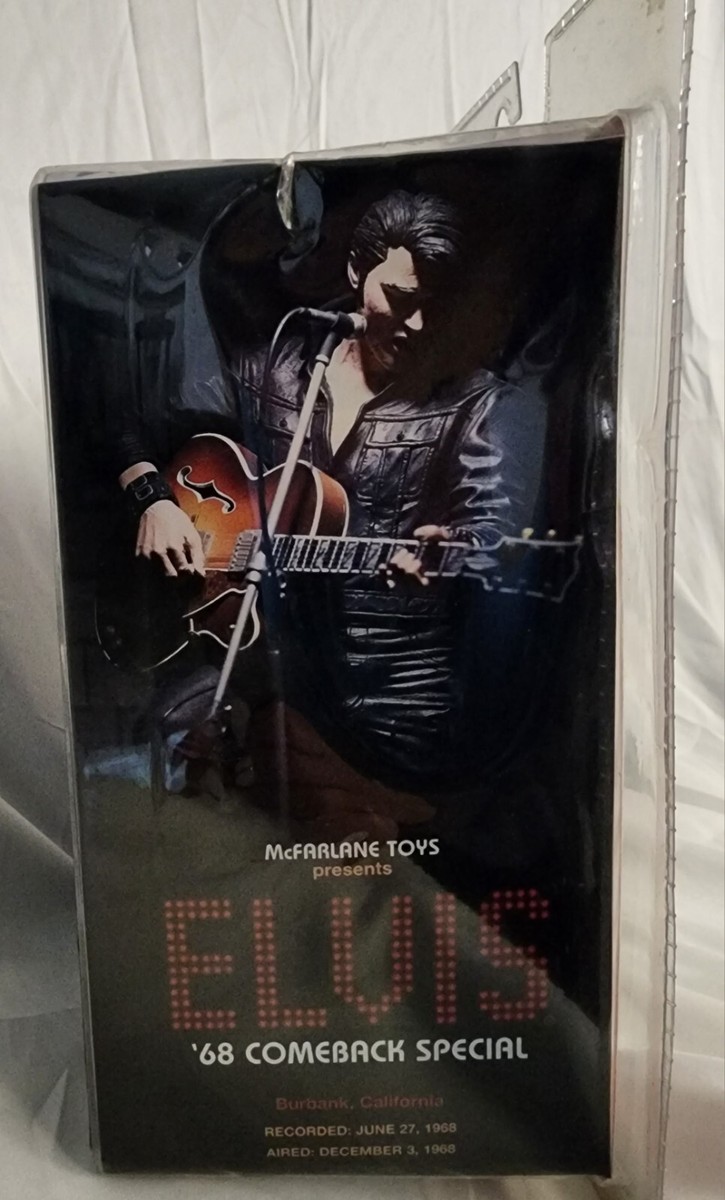 McFARLANE TOYS
presents
ELVIS
'68 COMEBACK SPECIAL
Burbank, California
RECORDED: JUNE 27, 1968
AIRED: DECEMBER 3, 1968